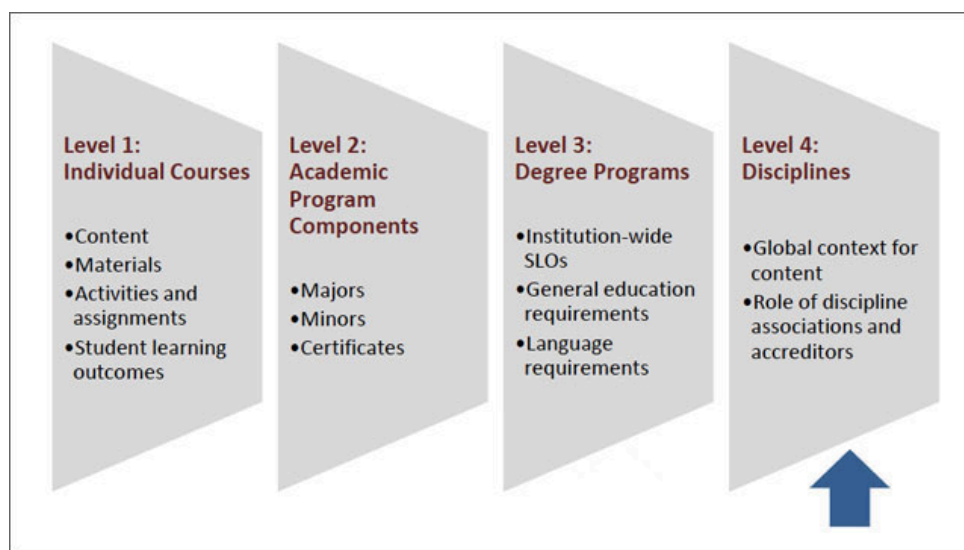 Level 1:
Individual Courses
•Content
•Materials
•Activities and
assignments
•Student learning
outcomes
Level 2:
Academic
Program
Components
•Majors
•Minors
•Certificates
Level 3:
Degree Programs
•Institution-wide
SLOs
•General education
requirements
•Language
requirements
Level 4:
Disciplines
•Global context for
content
•Role of discipline
associations and
accreditors